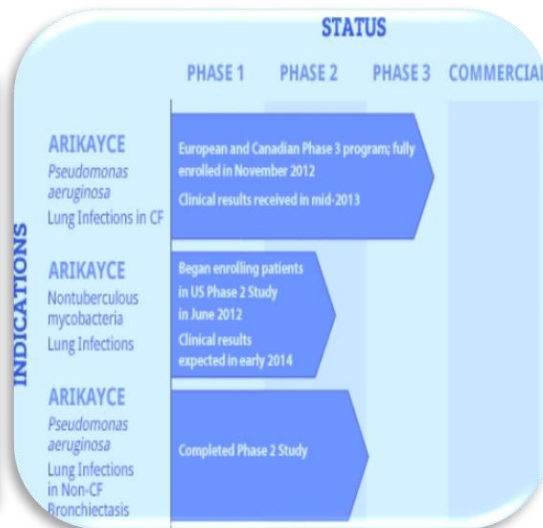 STATUS
PHASE 1 PHASE 2 PHASE 3 COMMERCIAL
INDICATIONS
ARIKAYCE
Pseudomonas
aeruginosa
Lung Infections in CF
European and Canadian Phase 3 program; fully
enrolled in November 2012
Clinical results received in mid-2013
ARIKAYCE
Nontuberculous
mycobacteria
Lung Infections
Began enrolling patients
in US Phase 2 Study
in June 2012
Clinical results
expected in early 2014
ARIKAYCE
Pseudomonas
aeruginosa
Lung Infections
in Non-CF
Bronchiectasis
Completed Phase 2 Study